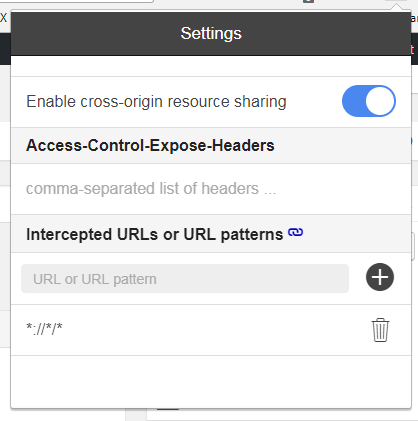 X
Settings
Enable cross-origin resource sharing
Access-Control-Expose-Headers
comma-separated list of headers ...
Intercepted URLs or URL patterns
URL or URL pattern
*://*/*